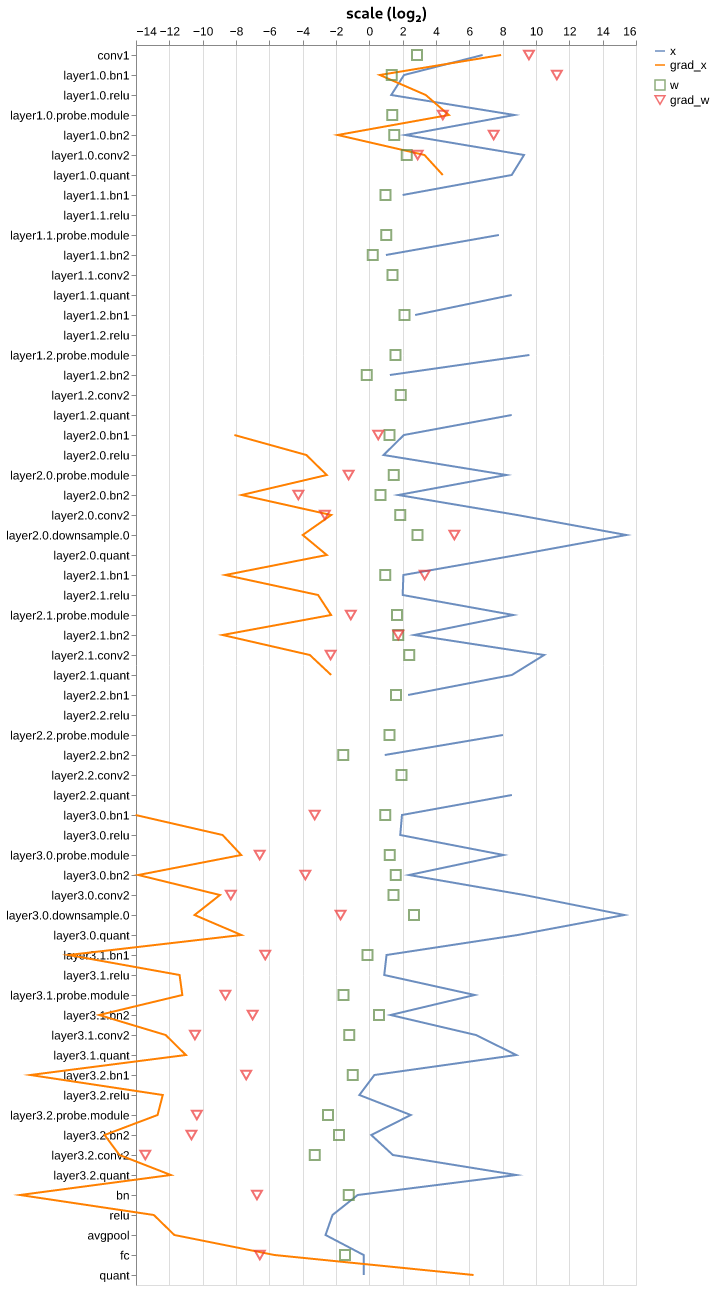 scale (log₂)
−14 −12 −10 −8 −6 −4 −2 0 2 4 6 8 10 12 14 16
x
grad_x
w
grad_w
conv1
layer1.0.bn1
layer1.0.relu
layer1.0.probe.module
layer1.0.bn2
layer1.0.conv2
layer1.0.quant
layer1.1.bn1
layer1.1.relu
layer1.1.probe.module
layer1.1.bn2
layer1.1.conv2
layer1.1.quant
layer1.2.bn1
layer1.2.relu
layer1.2.probe.module
layer1.2.bn2
layer1.2.conv2
layer1.2.quant
layer2.0.bn1
layer2.0.relu
layer2.0.probe.module
layer2.0.bn2
layer2.0.conv2
layer2.0.downsample.0
layer2.0.quant
layer2.1.bn1
layer2.1.relu
layer2.1.probe.module
layer2.1.bn2
layer2.1.conv2
layer2.1.quant
layer2.2.bn1
layer2.2.relu
layer2.2.probe.module
layer2.2.bn2
layer2.2.conv2
layer2.2.quant
layer3.0.bn1
layer3.0.relu
layer3.0.probe.module
layer3.0.bn2
layer3.0.conv2
layer3.0.downsample.0
layer3.0.quant
layer3.1.bn1
layer3.1.relu
layer3.1.probe.module
layer3.1.bn2
layer3.1.conv2
layer3.1.quant
layer3.2.bn1
layer3.2.relu
layer3.2.probe.module
layer3.2.bn2
layer3.2.conv2
layer3.2.quant
bn
relu
avgpool
fc
quant